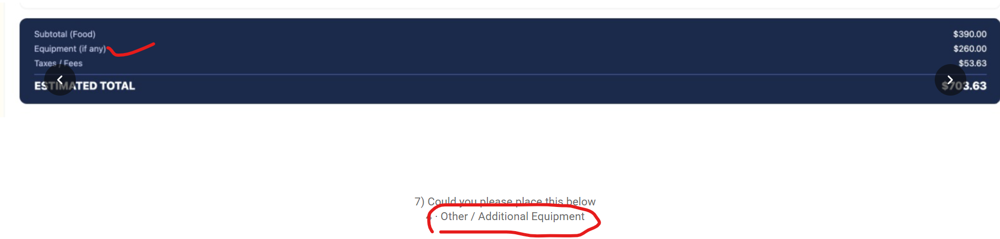 Subtotal (Food) $390.00
Equipment (if any) $260.00
Taxes / Fees $53.63
ESTIMATED TOTAL $703.63
7) Could you please place this below
4 · Other / Additional Equipment